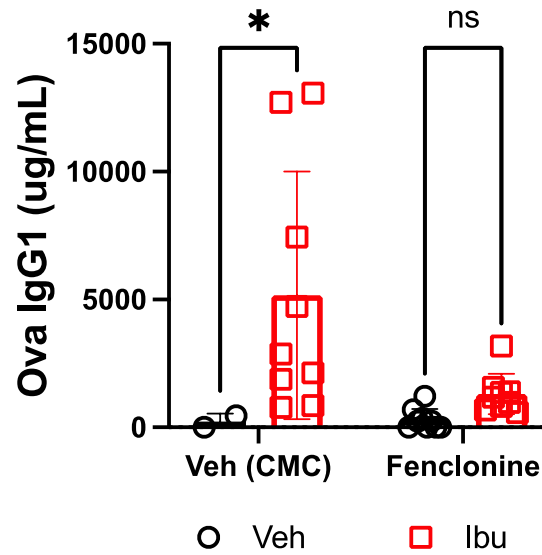 * ns
Ova IgG1 (ug/mL)
15000
10000
5000
0
Veh (CMC) Fenclonine
Veh Ibu